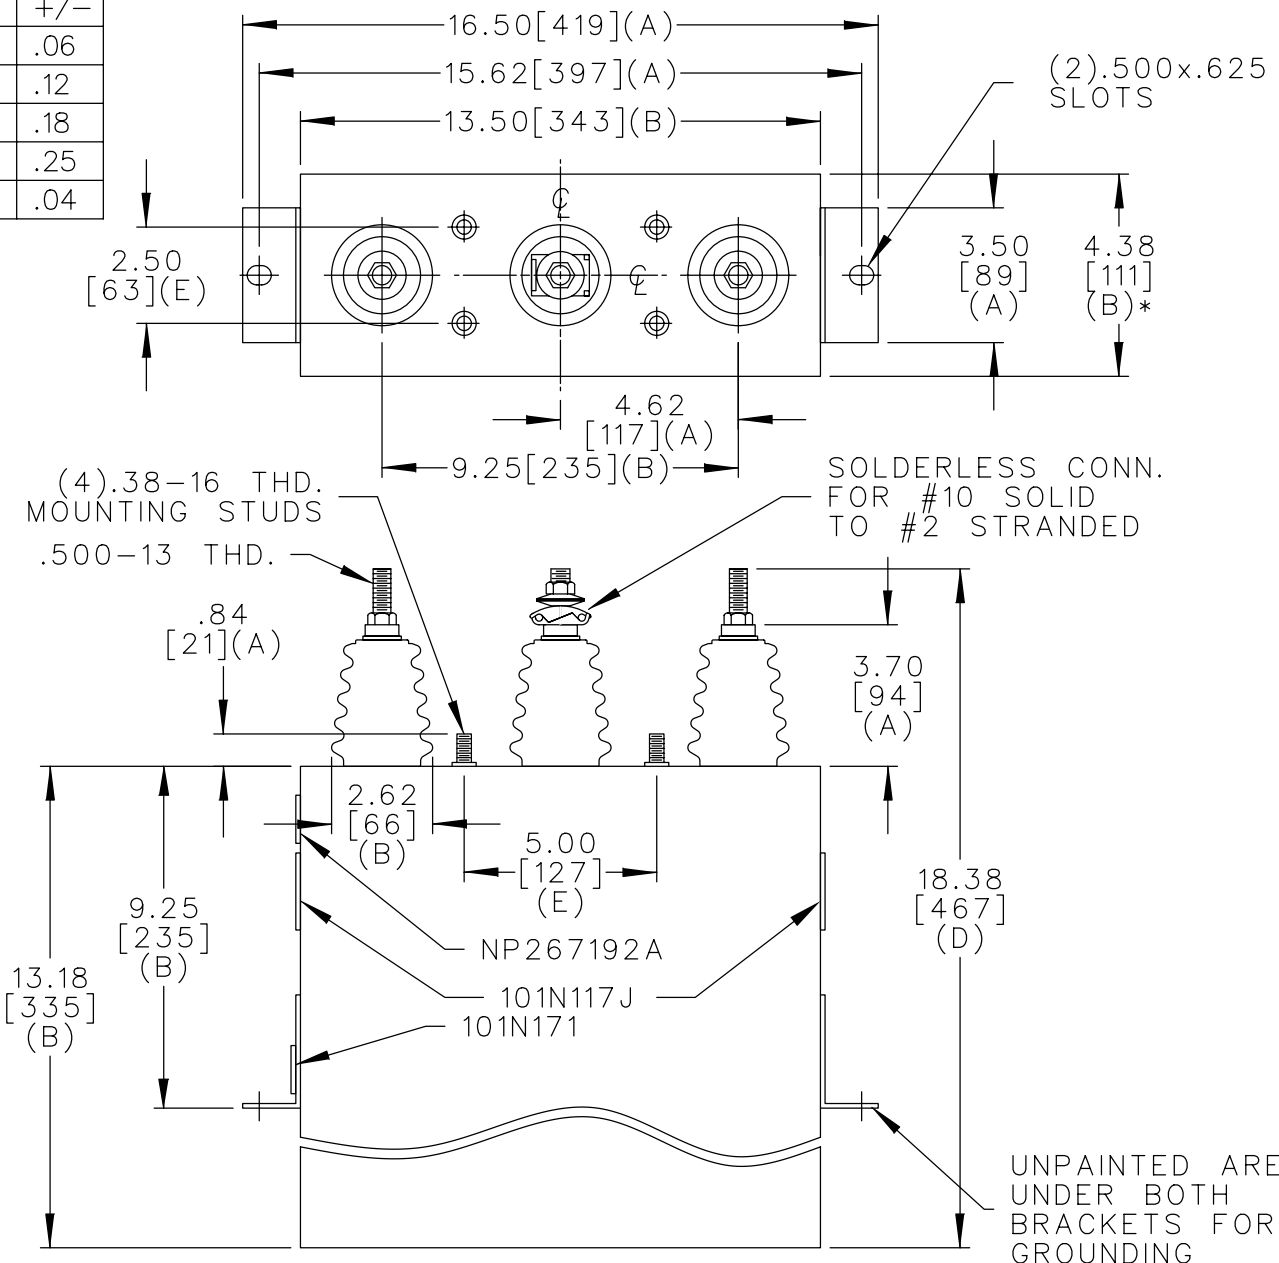 +/-
.06
.12
.18
.25
.04
16.50[419](A)
15.62[397](A)
13.50[343](B)
(2).500x.625
SLOTS
2.50
[63](E)
℄
℄
3.50
[89]
(A)
4.38
[111]
(B)*
4.62
[117](A)
9.25[235](B)
(4).38-16 THD.
MOUNTING STUDS
.500-13 THD.
SOLDERLESS CONN.
FOR #10 SOLID
TO #2 STRANDED
.84
[21](A)
3.70
[94]
(A)
2.62
[66]
(B)
5.00
[127]
(E)
18.38
[467]
(D)
9.25
[235]
(B)
13.18
[335]
(B)
NP267192A
101N117J
101N171
UNPAINTED ARE
UNDER BOTH
BRACKETS FOR
GROUNDING